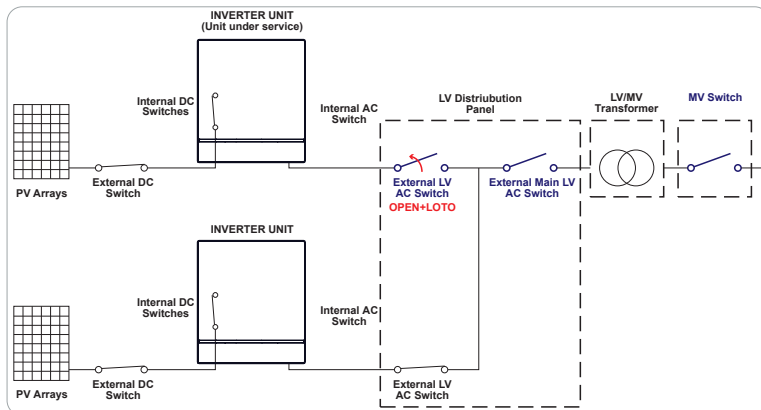 INVERTER UNIT
(Unit under service)
Internal DC
Switches
Internal AC
Switch
LV Distriubution
Panel
LV/MV
Transformer
MV Switch
PV Arrays
External DC
Switch
External LV
AC Switch
OPEN+LOTO
External Main LV
AC Switch
INVERTER UNIT
Internal DC
Switches
Internal AC
Switch
PV Arrays
External DC
Switch
External LV
AC Switch